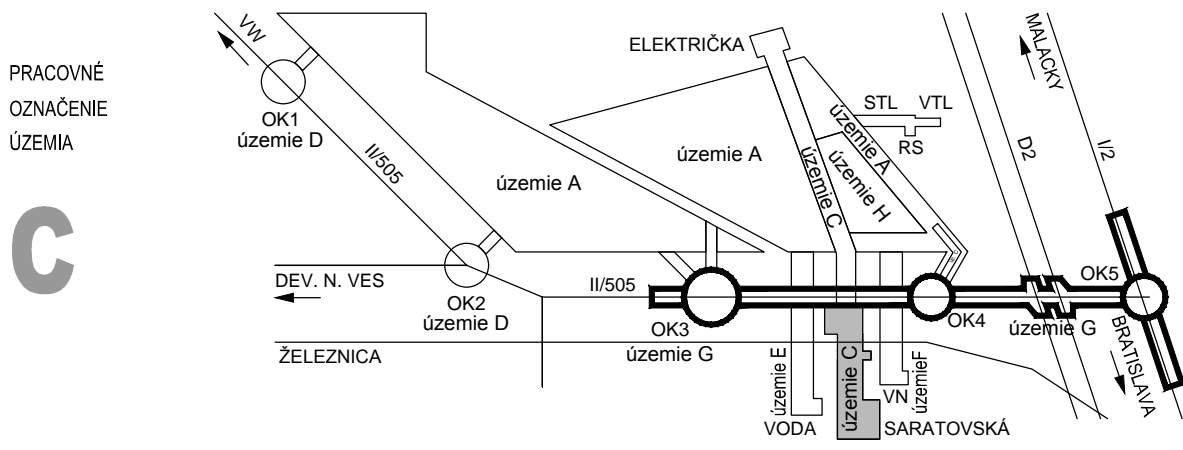 PRACOVNÉ
OZNAČENIE
ÚZEMIA
C
VW
OK1
územie D
II/505
územie A
ELEKTRIČKA
územie A
územie C
územie A
územie H
STL
VTL
RS
D2
MALACKY
I/2
DEV. N. VES
OK2
územie D
II/505
OK3
územie G
OK4
OK5
územie G
BRATISLAVA
ŽELEZNICA
územie E
územie C
VN
územieF
VODA
SARATOVSKÁ